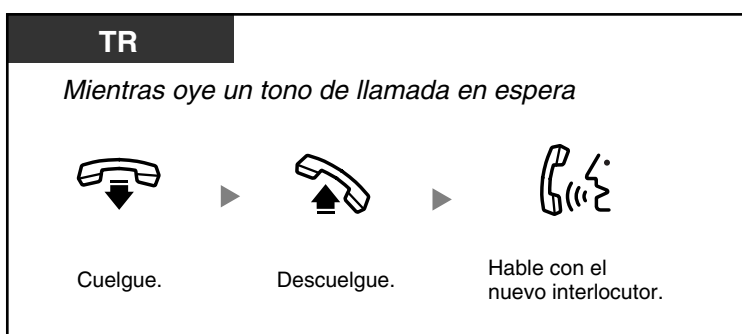 TR
Mientras oye un tono de llamada en espera
Cuelgue.
Descuelgue.
Hable con el
nuevo interlocutor.